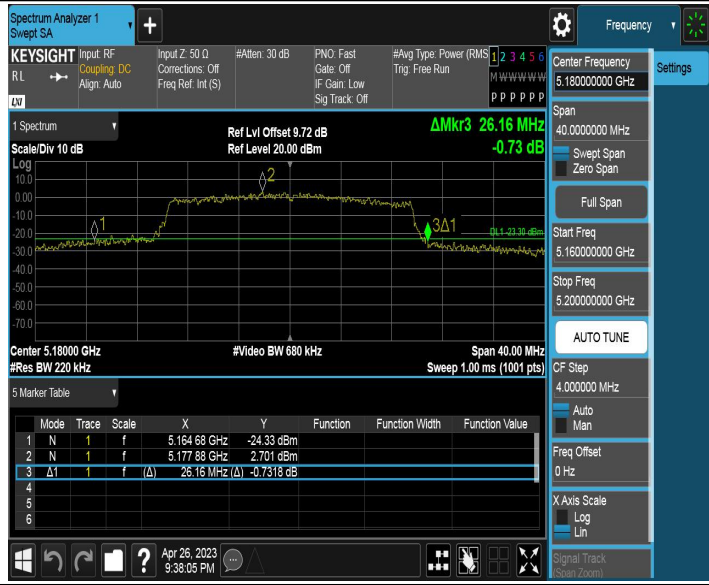 Spectrum Analyzer 1
Swept SA
Frequency
KEYSIGHT
RL
LXI
Input: RF
Coupling: DC
Align: Auto
Input Z: 50 Ω
Corrections: Off
Freq Ref: Int (S)
#Atten: 30 dB
PNO: Fast
Gate: Off
IF Gain: Low
Sig Track: Off
#Avg Type: Power (RMS
Trig: Free Run
1 2 3 4 5 6
M W W W W W
P P P P P P
1 Spectrum
Scale/Div 10 dB
Ref Lvl Offset 9.72 dB
Ref Level 20.00 dBm
ΔMkr3 26.16 MHz
-0.73 dB
Log
10.0
0.00
-10.0
-20.0
-30.0
-40.0
-50.0
-60.0
-70.0
1
2
3Δ1
DL1 -23.30 dBm
Center 5.18000 GHz
#Video BW 680 kHz
Span 40.00 MHz
#Res BW 220 kHz
Sweep 1.00 ms (1001 pts)
5 Marker Table
Mode Trace Scale X Y Function Function Width Function Value
1 N 1 f 5.164 68 GHz -24.33 dBm
2 N 1 f 5.177 88 GHz 2.701 dBm
3 Δ1 1 f (Δ) 26.16 MHz (Δ) -0.7318 dB
4
5
6
Apr 26, 2023
9:38:05 PM
Center Frequency
5.180000000 GHz
Settings
Span
40.0000000 MHz
Swept Span
Zero Span
Full Span
Start Freq
5.160000000 GHz
Stop Freq
5.200000000 GHz
AUTO TUNE
CF Step
4.000000 MHz
Auto
Man
Freq Offset
0 Hz
X Axis Scale
Log
Lin
Signal Track
(Span Zoom)